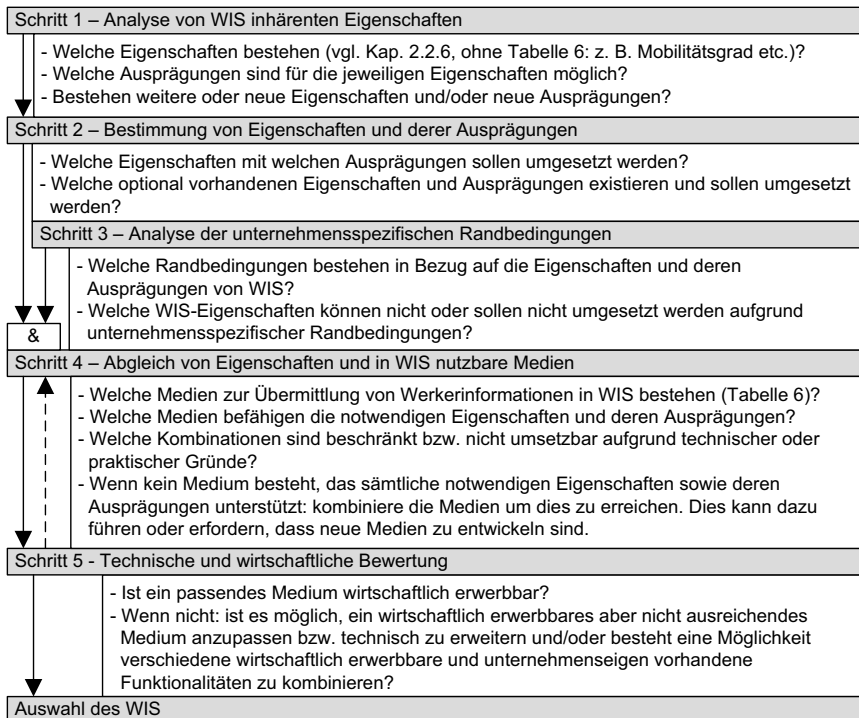 Schritt 1 – Analyse von WIS inhärenten Eigenschaften
- Welche Eigenschaften bestehen (vgl. Kap. 2.2.6, ohne Tabelle 6: z. B. Mobilitätsgrad etc.)?
- Welche Ausprägungen sind für die jeweiligen Eigenschaften möglich?
- Bestehen weitere oder neue Eigenschaften und/oder neue Ausprägungen?
Schritt 2 – Bestimmung von Eigenschaften und derer Ausprägungen
- Welche Eigenschaften mit welchen Ausprägungen sollen umgesetzt werden?
- Welche optional vorhandenen Eigenschaften und Ausprägungen existieren und sollen umgesetzt
werden?
Schritt 3 – Analyse der unternehmensspezifischen Randbedingungen
- Welche Randbedingungen bestehen in Bezug auf die Eigenschaften und deren
Ausprägungen von WIS?
- Welche WIS-Eigenschaften können nicht oder sollen nicht umgesetzt werden aufgrund
unternehmensspezifischer Randbedingungen?
&
Schritt 4 – Abgleich von Eigenschaften und in WIS nutzbare Medien
- Welche Medien zur Übermittlung von Werkerinformationen in WIS bestehen (Tabelle 6)?
- Welche Medien befähigen die notwendigen Eigenschaften und deren Ausprägungen?
- Welche Kombinationen sind beschränkt bzw. nicht umsetzbar aufgrund technischer oder
praktischer Gründe?
- Wenn kein Medium besteht, das sämtliche notwendigen Eigenschaften sowie deren
Ausprägungen unterstützt: kombiniere die Medien um dies zu erreichen. Dies kann dazu
führen oder erfordern, dass neue Medien zu entwickeln sind.
Schritt 5 - Technische und wirtschaftliche Bewertung
- Ist ein passendes Medium wirtschaftlich erwerbbar?
- Wenn nicht: ist es möglich, ein wirtschaftlich erwerbbares aber nicht ausreichendes
Medium anzupassen bzw. technisch zu erweitern und/oder besteht eine Möglichkeit
verschiedene wirtschaftlich erwerbbare und unternehmenseigen vorhandene
Funktionalitäten zu kombinieren?
Auswahl des WIS